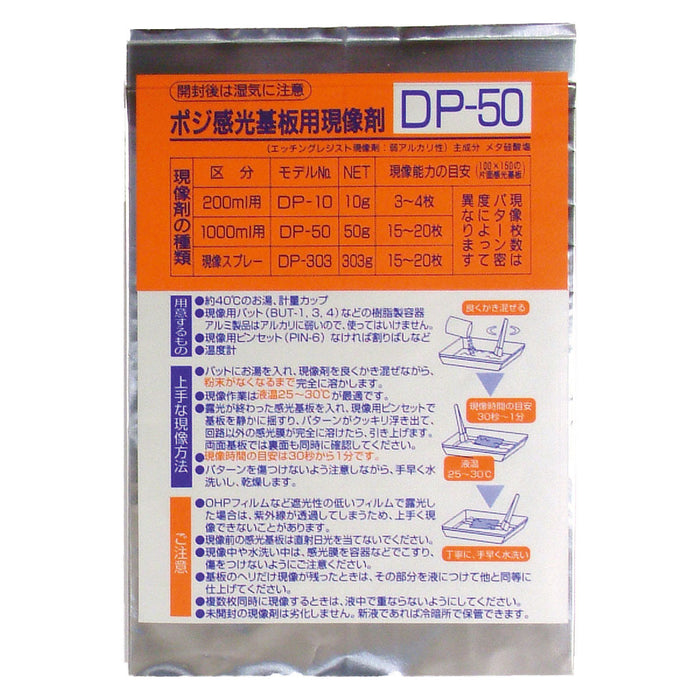 開封後は湿気に注意
ポジ感光基板用現像剤 DP-50
(エッチングレジスト現像剤:弱アルカリ性) 主成分 メタ硅酸塩
現像剤の種類
区分 モデル№ NET 現像能力の目安 (100×150の片面感光基板)
200ml用 DP-10 10g 3~4枚
1000ml用 DP-50 50g 15~20枚
現像スプレー DP-303 303g 15~20枚
現像枚数は
パターン密
度によって
異なります
用意するもの
●約40℃のお湯、計量カップ
●現像用バット(BUT-1, 3, 4)などの樹脂製容器
アルミ製品はアルカリに弱いので、使ってはいけません。
●現像用ピンセット(PIN-6)なければ割りばしなど
●温度計
上手な現像方法
●バットにお湯を入れ、現像剤を良くかき混ぜながら、
粉末がなくなるまで完全に溶かします。
●現像作業は液温25~30℃が最適です。
●露光が終わった感光基板を入れ、現像用ピンセットで
基板を静かに揺すり、パターンがクッキリ浮き出て、
回路以外の感光膜が完全に溶けたら、引き上げます。
両面基板では裏面も同時に確認してください。
●現像時間の目安は30秒から1分です。
●パターンを傷つけないよう注意しながら、手早く水
洗いし、乾燥します。
良くかき混ぜる
現像時間の目安
30秒~1分
液温
25~30℃
丁寧に、手早く水洗い
ご注意
●OHPフィルムなど遮光性の低いフィルムで露光し
た場合は、紫外線が透過してしまうため、上手く現
像できないことがあります。
●現像前の感光基板は直射日光を当てないでください。
●現像中や水洗い中は、感光膜を容器などでこすり、
傷をつけないようにご注意ください。
●基板のヘリだけ現像が残ったときは、その部分を液につけて他と同等に
仕上げてください。
●複数枚同時に現像するときは、液中で重ならないようにしてください。
●未開封の現像剤は劣化しません。新液であれば冷暗所で保管できます。